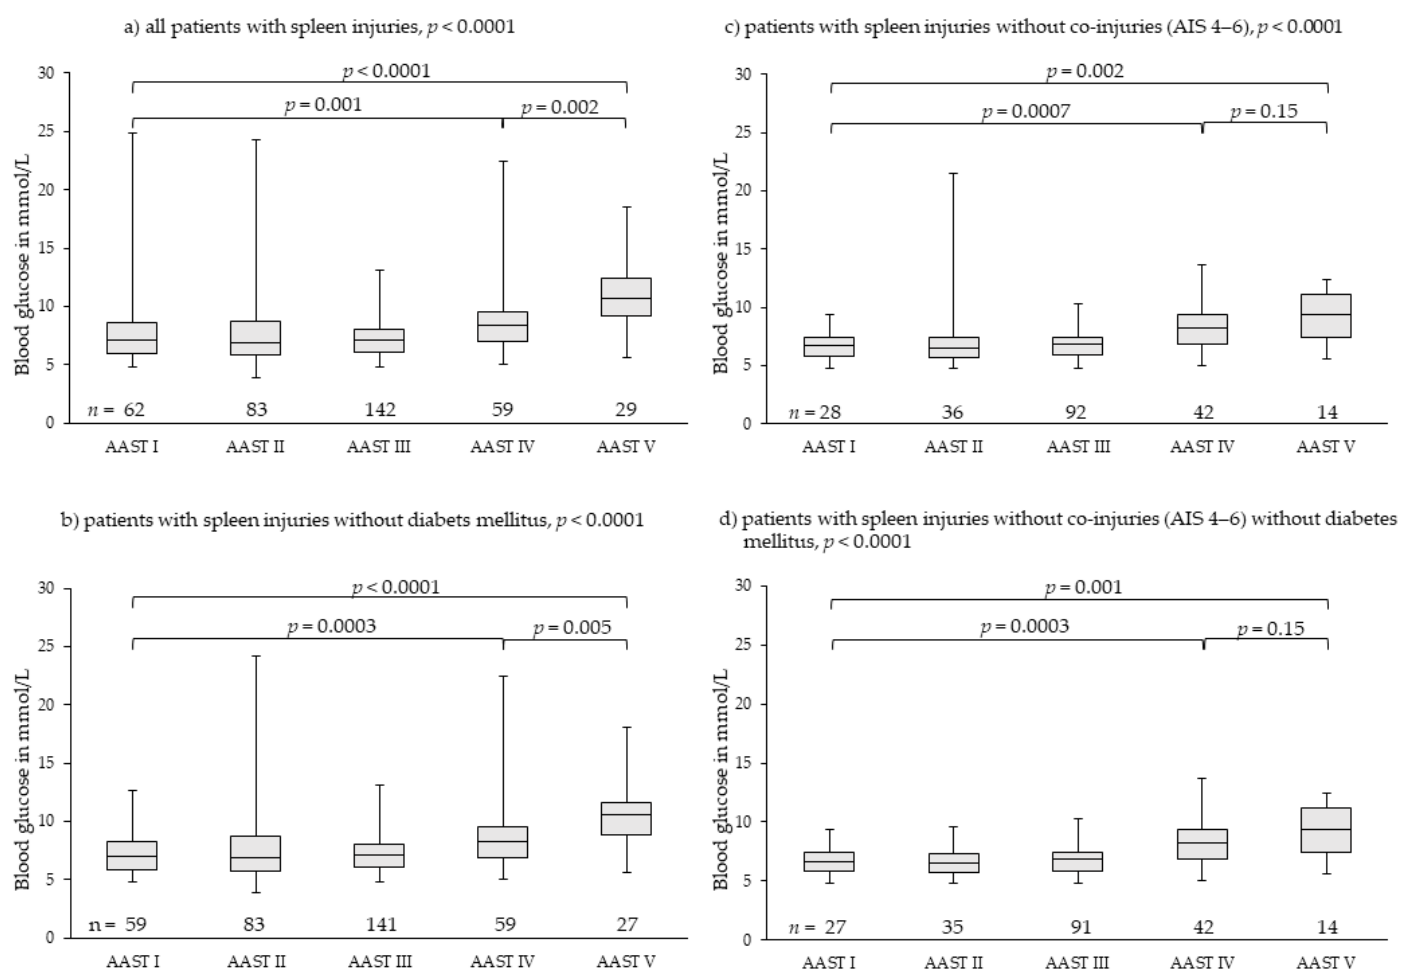 a) all patients with spleen injuries, p < 0.0001
30
25
20
15
10
5
0
Blood glucose in mmol/L
p < 0.0001
p = 0.001
p = 0.002
n = 62
83
142
59
29
AAST I
AAST II
AAST III
AAST IV
AAST V
c) patients with spleen injuries without co-injuries (AIS 4–6), p < 0.0001
30
25
20
15
10
5
0
Blood glucose in mmol/L
p = 0.002
p = 0.0007
p = 0.15
n = 28
36
92
42
14
AAST I
AAST II
AAST III
AAST IV
AAST V
b) patients with spleen injuries without diabets mellitus, p < 0.0001
30
25
20
15
10
5
0
Blood glucose in mmol/L
p < 0.0001
p = 0.0003
p = 0.005
n = 59
83
141
59
27
AAST I
AAST II
AAST III
AAST IV
AAST V
d) patients with spleen injuries without co-injuries (AIS 4–6) without diabetes
mellitus, p < 0.0001
30
25
20
15
10
5
0
Blood glucose in mmol/L
p = 0.001
p = 0.0003
p = 0.15
n = 27
35
91
42
14
AAST I
AAST II
AAST III
AAST IV
AAST V